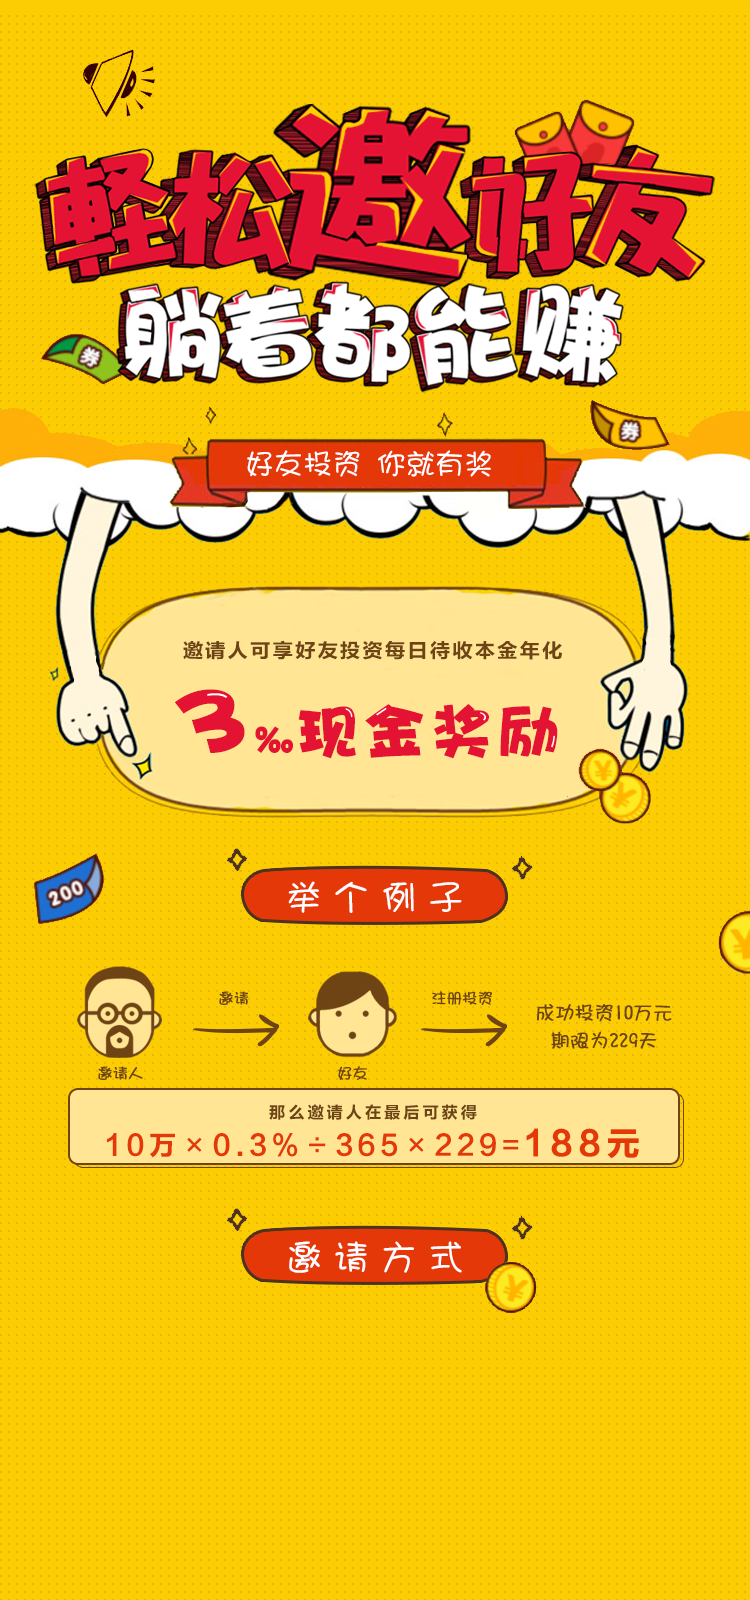 轻松邀好友
躺着都能赚
券
券
好友投资 你就有奖
邀请人可享好友投资每日待收本金年化
3‰现金奖励
200
举个例子
邀请
注册投资
成功投资10万元
期限为229天
邀请人
好友
那么邀请人在最后可获得
10万×0.3%÷365×229=188元
邀请方式